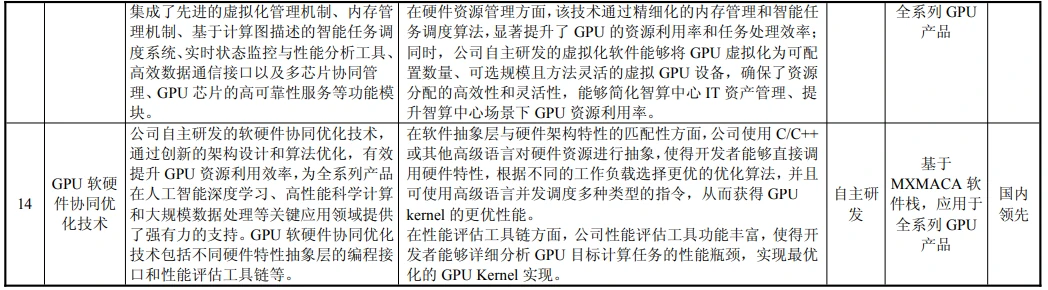 集成了先进的虚拟化管理机制、内存管
理机制、基于计算图描述的智能任务调
度系统、实时状态监控与性能分析工具、
高效数据通信接口以及多芯片协同管
理、GPU 芯片的高可靠性服务等功能模
块。
在硬件资源管理方面，该技术通过精细化的内存管理和智能任
务调度算法，显著提升了 GPU 的资源利用率和任务处理效率；
同时，公司自主研发的虚拟化软件能够将 GPU 虚拟化为可配
置数量、可选规模且方法灵活的虚拟 GPU 设备，确保了资源
分配的高效性和灵活性，能够简化智算中心 IT 资产管理、提
升智算中心场景下 GPU 资源利用率。
全系列 GPU
产品
14
GPU 软硬
件协同优
化技术
公司自主研发的软硬件协同优化技术，
通过创新的架构设计和算法优化，有效
提升 GPU 资源利用效率，为全系列产品
在人工智能深度学习、高性能科学计算
和大规模数据处理等关键应用领域提供
了强有力的支持。GPU 软硬件协同优化
技术包括不同硬件特性抽象层的编程接
口和性能评估工具链等。
在软件抽象层与硬件架构特性的匹配性方面，公司使用 C/C++
或其他高级语言对硬件资源进行抽象，使得开发者能够直接调
用硬件特性，根据不同的工作负载选择更优的优化算法，并且
可使用高级语言并发调度多种类型的指令，从而获得 GPU
kernel 的更优性能。
在性能评估工具链方面，公司性能评估工具功能丰富，使得开
发者能够详细分析 GPU 目标计算任务的性能瓶颈，实现最优
化的 GPU Kernel 实现。
自主研
发
基于
MXMACA 软
件栈，应用于
全系列 GPU
产品
国内
领先